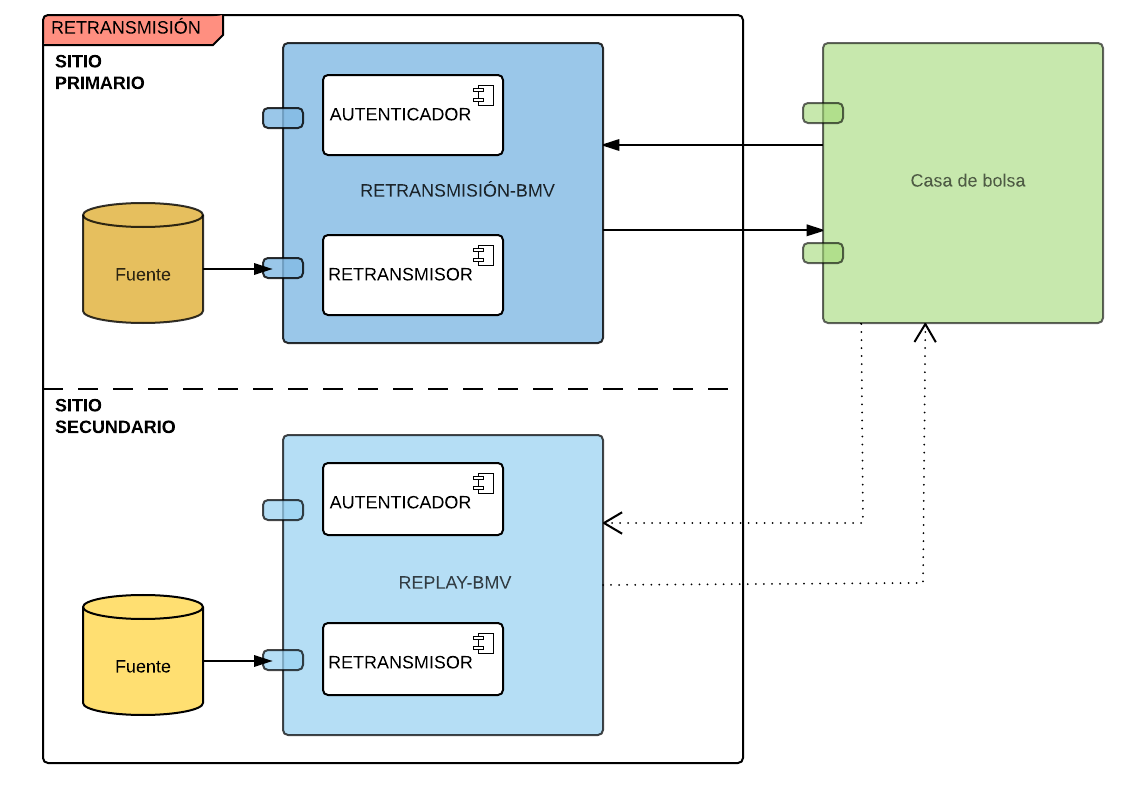 RETRANSMISIÓN
SITIO
PRIMARIO
AUTENTICADOR
RETRANSMISIÓN-BMV
Casa de bolsa
Fuente
RETRANSMISOR
SITIO
SECUNDARIO
AUTENTICADOR
REPLAY-BMV
Fuente
RETRANSMISOR